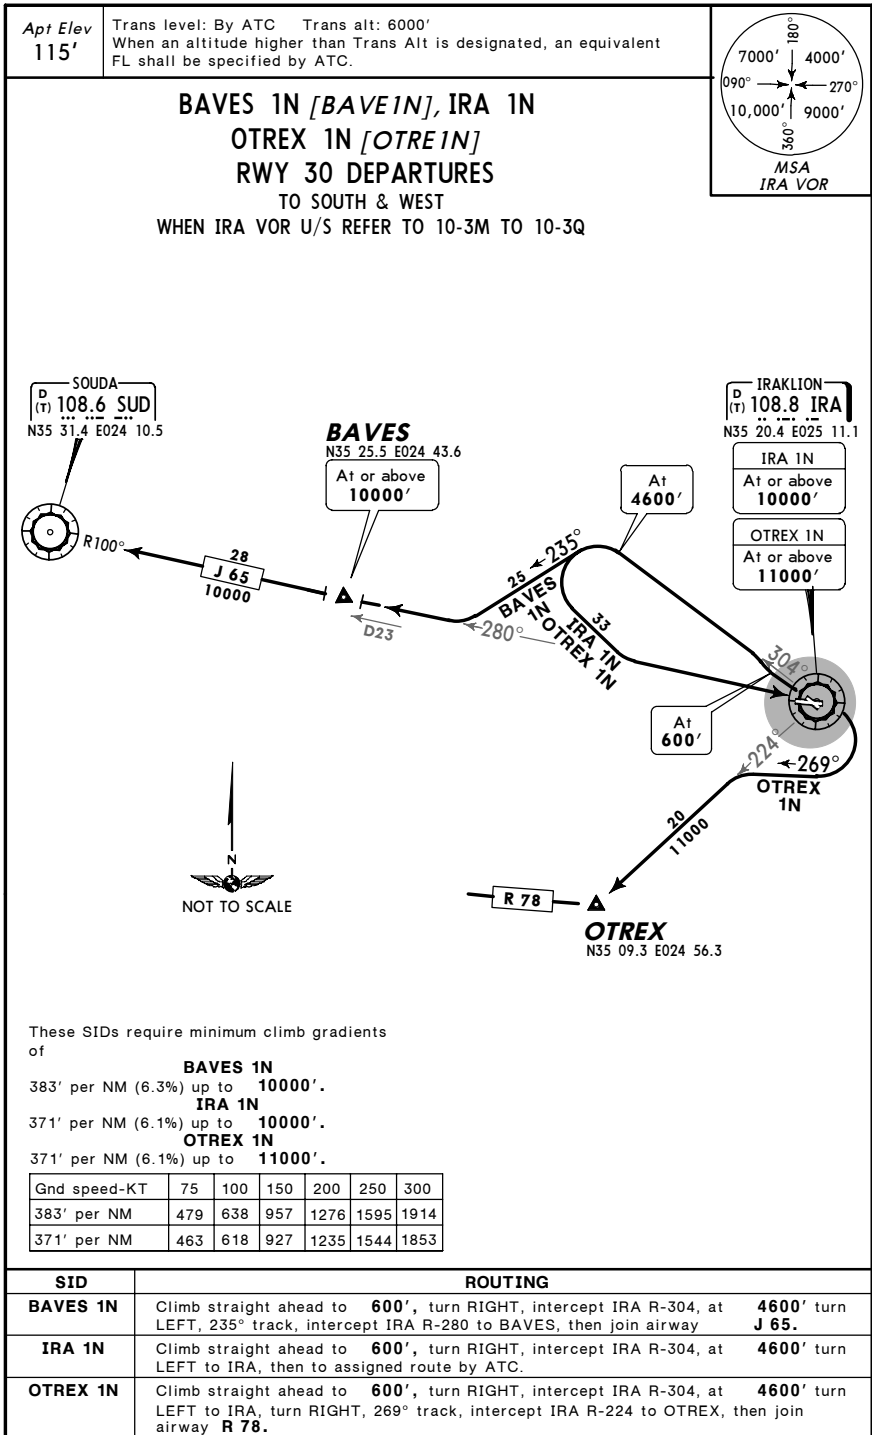 Apt Elev
115'
Trans level: By ATC Trans alt: 6000'
When an altitude higher than Trans Alt is designated, an equivalent
FL shall be specified by ATC.
180°
7000' 4000'
090° 270°
10,000' 9000'
360°
MSA
IRA VOR
BAVES 1N [BAVE1N], IRA 1N
OTREX 1N [OTRE1N]
RWY 30 DEPARTURES
TO SOUTH & WEST
WHEN IRA VOR U/S REFER TO 10-3M TO 10-3Q
SOUDA
D
(T) 108.6 SUD
N35 31.4 E024 10.5
IRAKLION
D
(T) 108.8 IRA
N35 20.4 E025 11.1
BAVES
N35 25.5 E024 43.6
At or above
10000'
At
4600'
IRA 1N
At or above
10000'
OTREX 1N
At or above
11000'
R100°
28
J 65
10000
D23
280°
25
235°
BAVES
1N
OTREX 1N
33
IRA 1N
OTREX 1N
304°
At
600'
224°
269°
OTREX
1N
20
11000
N
NOT TO SCALE
R 78
OTREX
N35 09.3 E024 56.3
These SIDs require minimum climb gradients
of
BAVES 1N
383' per NM (6.3%) up to 10000'.
IRA 1N
371' per NM (6.1%) up to 10000'.
OTREX 1N
371' per NM (6.1%) up to 11000'.
Gnd speed-KT 75 100 150 200 250 300
383' per NM 479 638 957 1276 1595 1914
371' per NM 463 618 927 1235 1544 1853
SID ROUTING
BAVES 1N Climb straight ahead to 600', turn RIGHT, intercept IRA R-304, at 4600' turn
LEFT, 235° track, intercept IRA R-280 to BAVES, then join airway J 65.
IRA 1N Climb straight ahead to 600', turn RIGHT, intercept IRA R-304, at 4600' turn
LEFT to IRA, then to assigned route by ATC.
OTREX 1N Climb straight ahead to 600', turn RIGHT, intercept IRA R-304, at 4600' turn
LEFT to IRA, turn RIGHT, 269° track, intercept IRA R-224 to OTREX, then join
airway R 78.